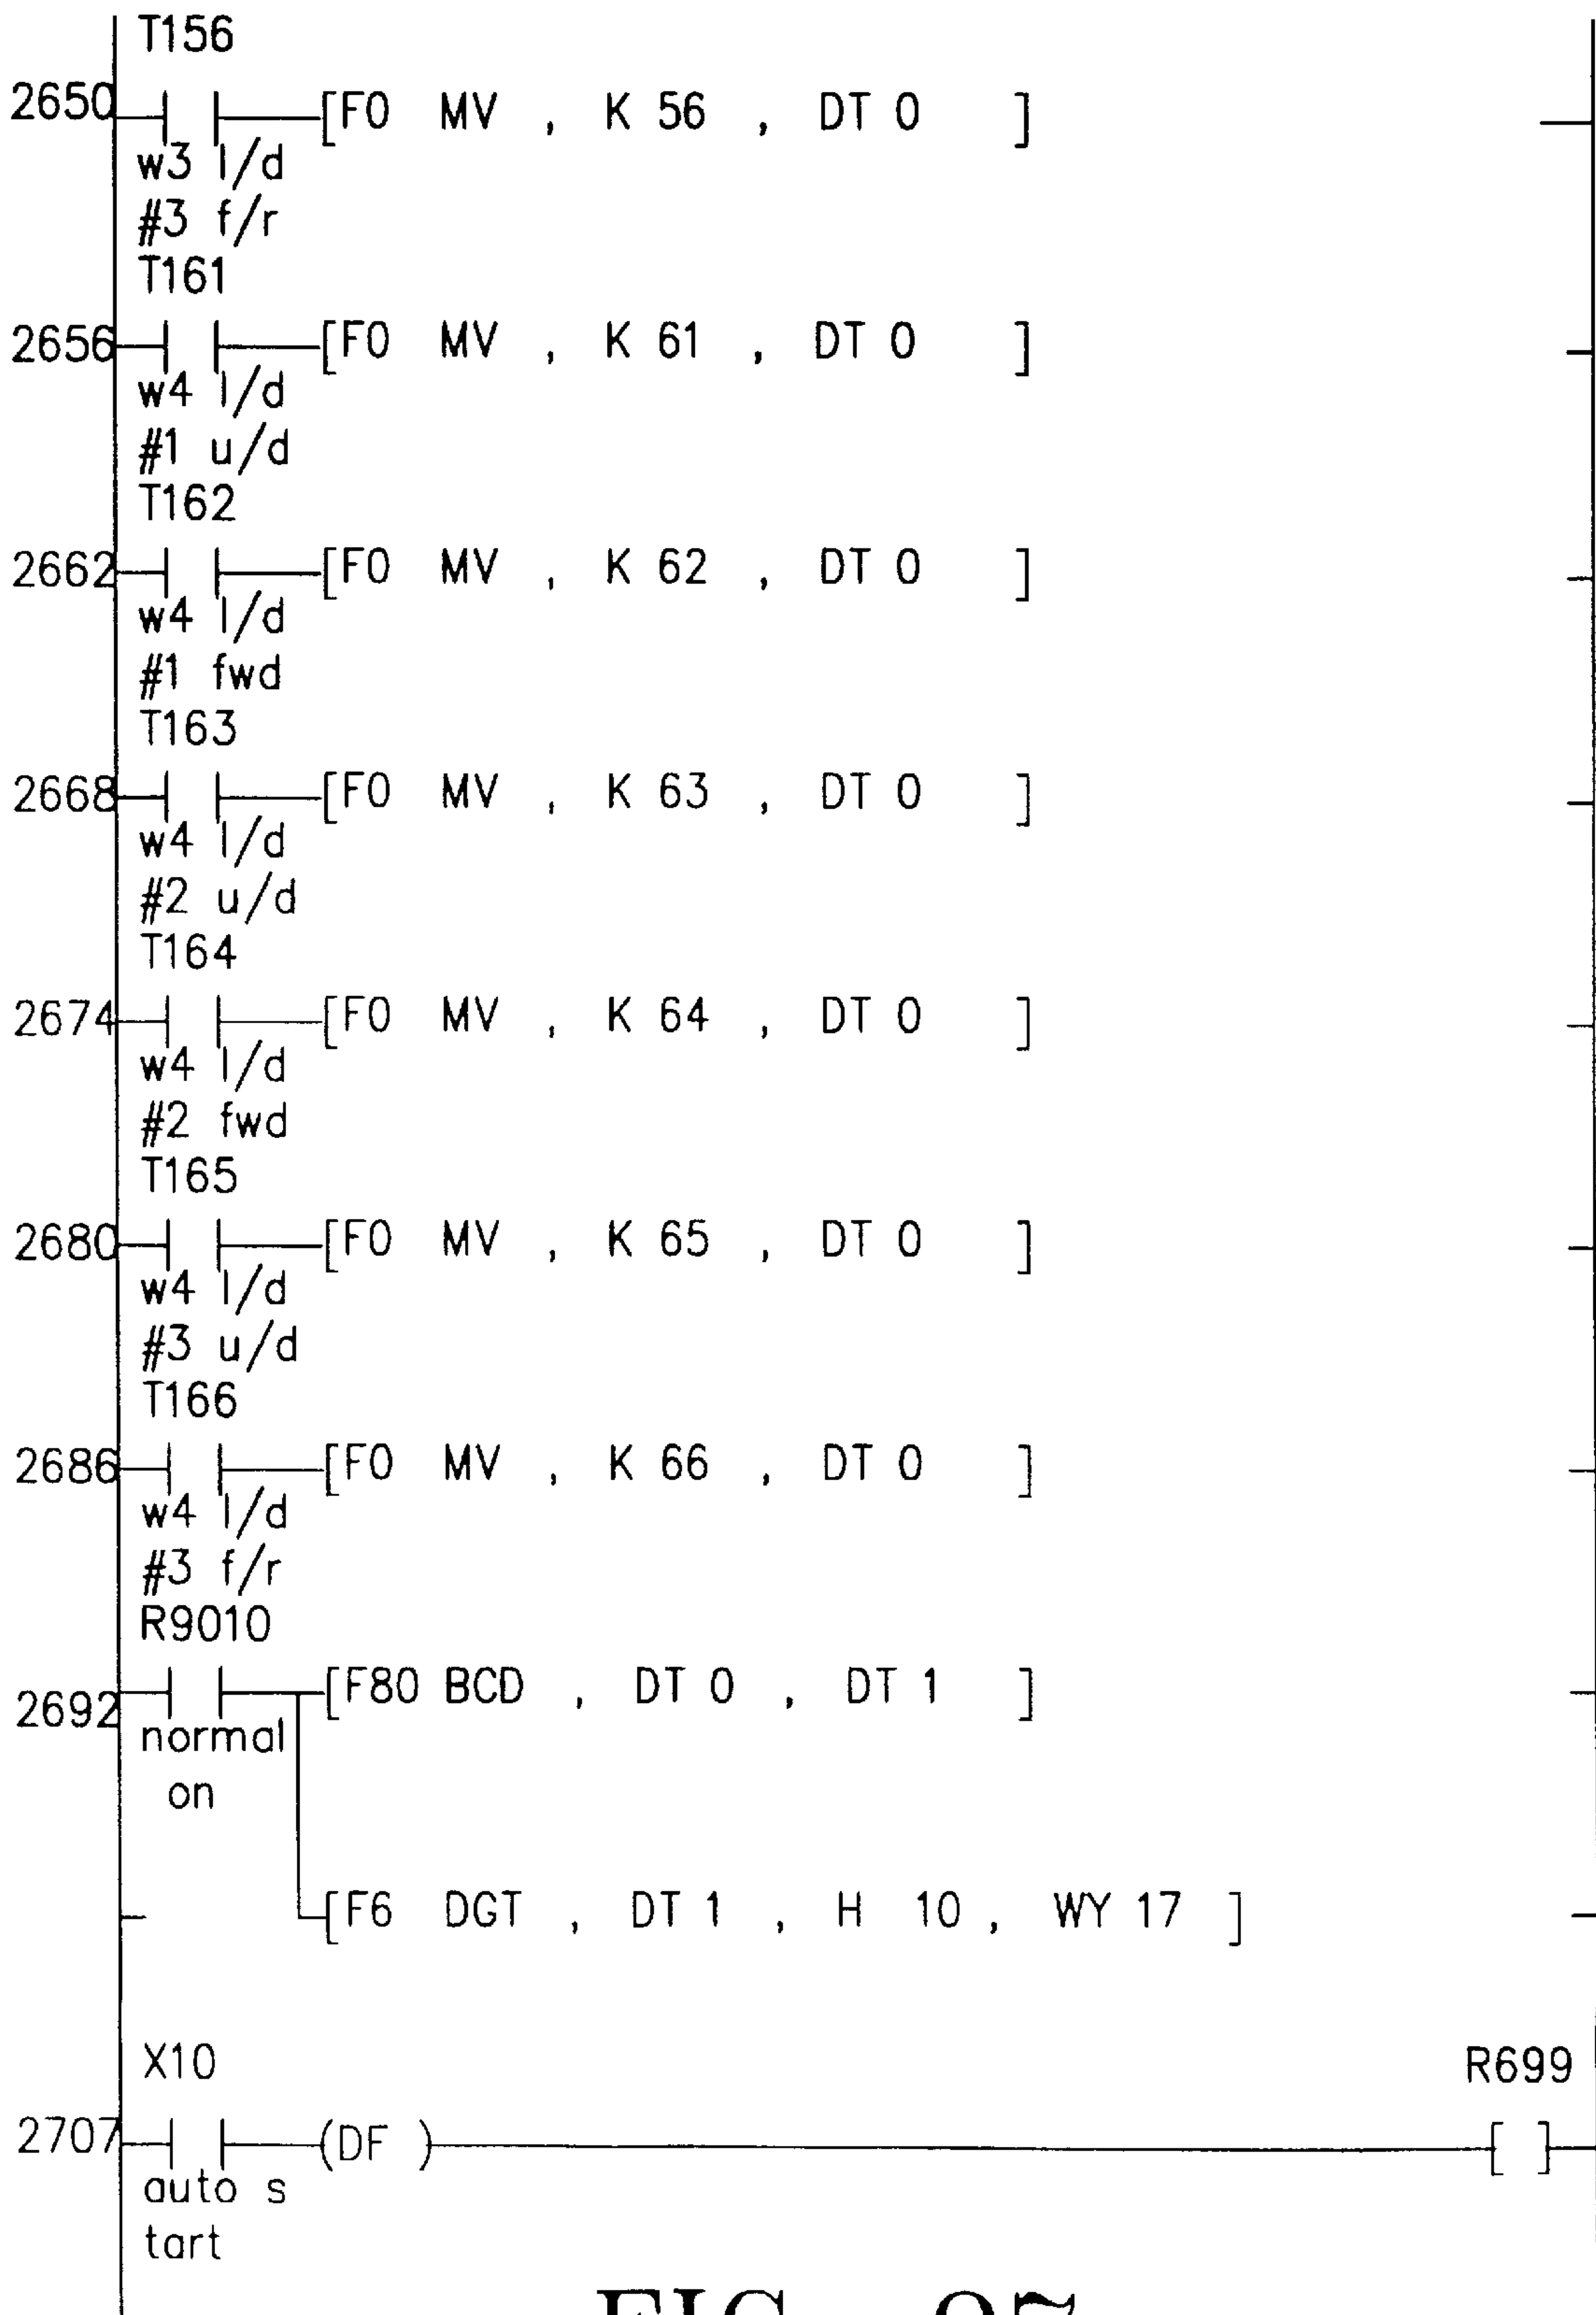 T156
2650 [F0 MV , K 56 , DT 0 ]
w3 l/d
#3 f/r
T161
2656 [F0 MV , K 61 , DT 0 ]
w4 l/d
#1 u/d
T162
2662 [F0 MV , K 62 , DT 0 ]
w4 l/d
#1 fwd
T163
2668 [F0 MV , K 63 , DT 0 ]
w4 l/d
#2 u/d
T164
2674 [F0 MV , K 64 , DT 0 ]
w4 l/d
#2 fwd
T165
2680 [F0 MV , K 65 , DT 0 ]
w4 l/d
#3 u/d
T166
2686 [F0 MV , K 66 , DT 0 ]
w4 l/d
#3 f/r
R9010
2692 [F80 BCD , DT 0 , DT 1 ]
normal
on
[F6 DGT , DT 1 , H 10 , WY 17 ]
X10 R699
2707 (DF ) [ ]
auto s
tart